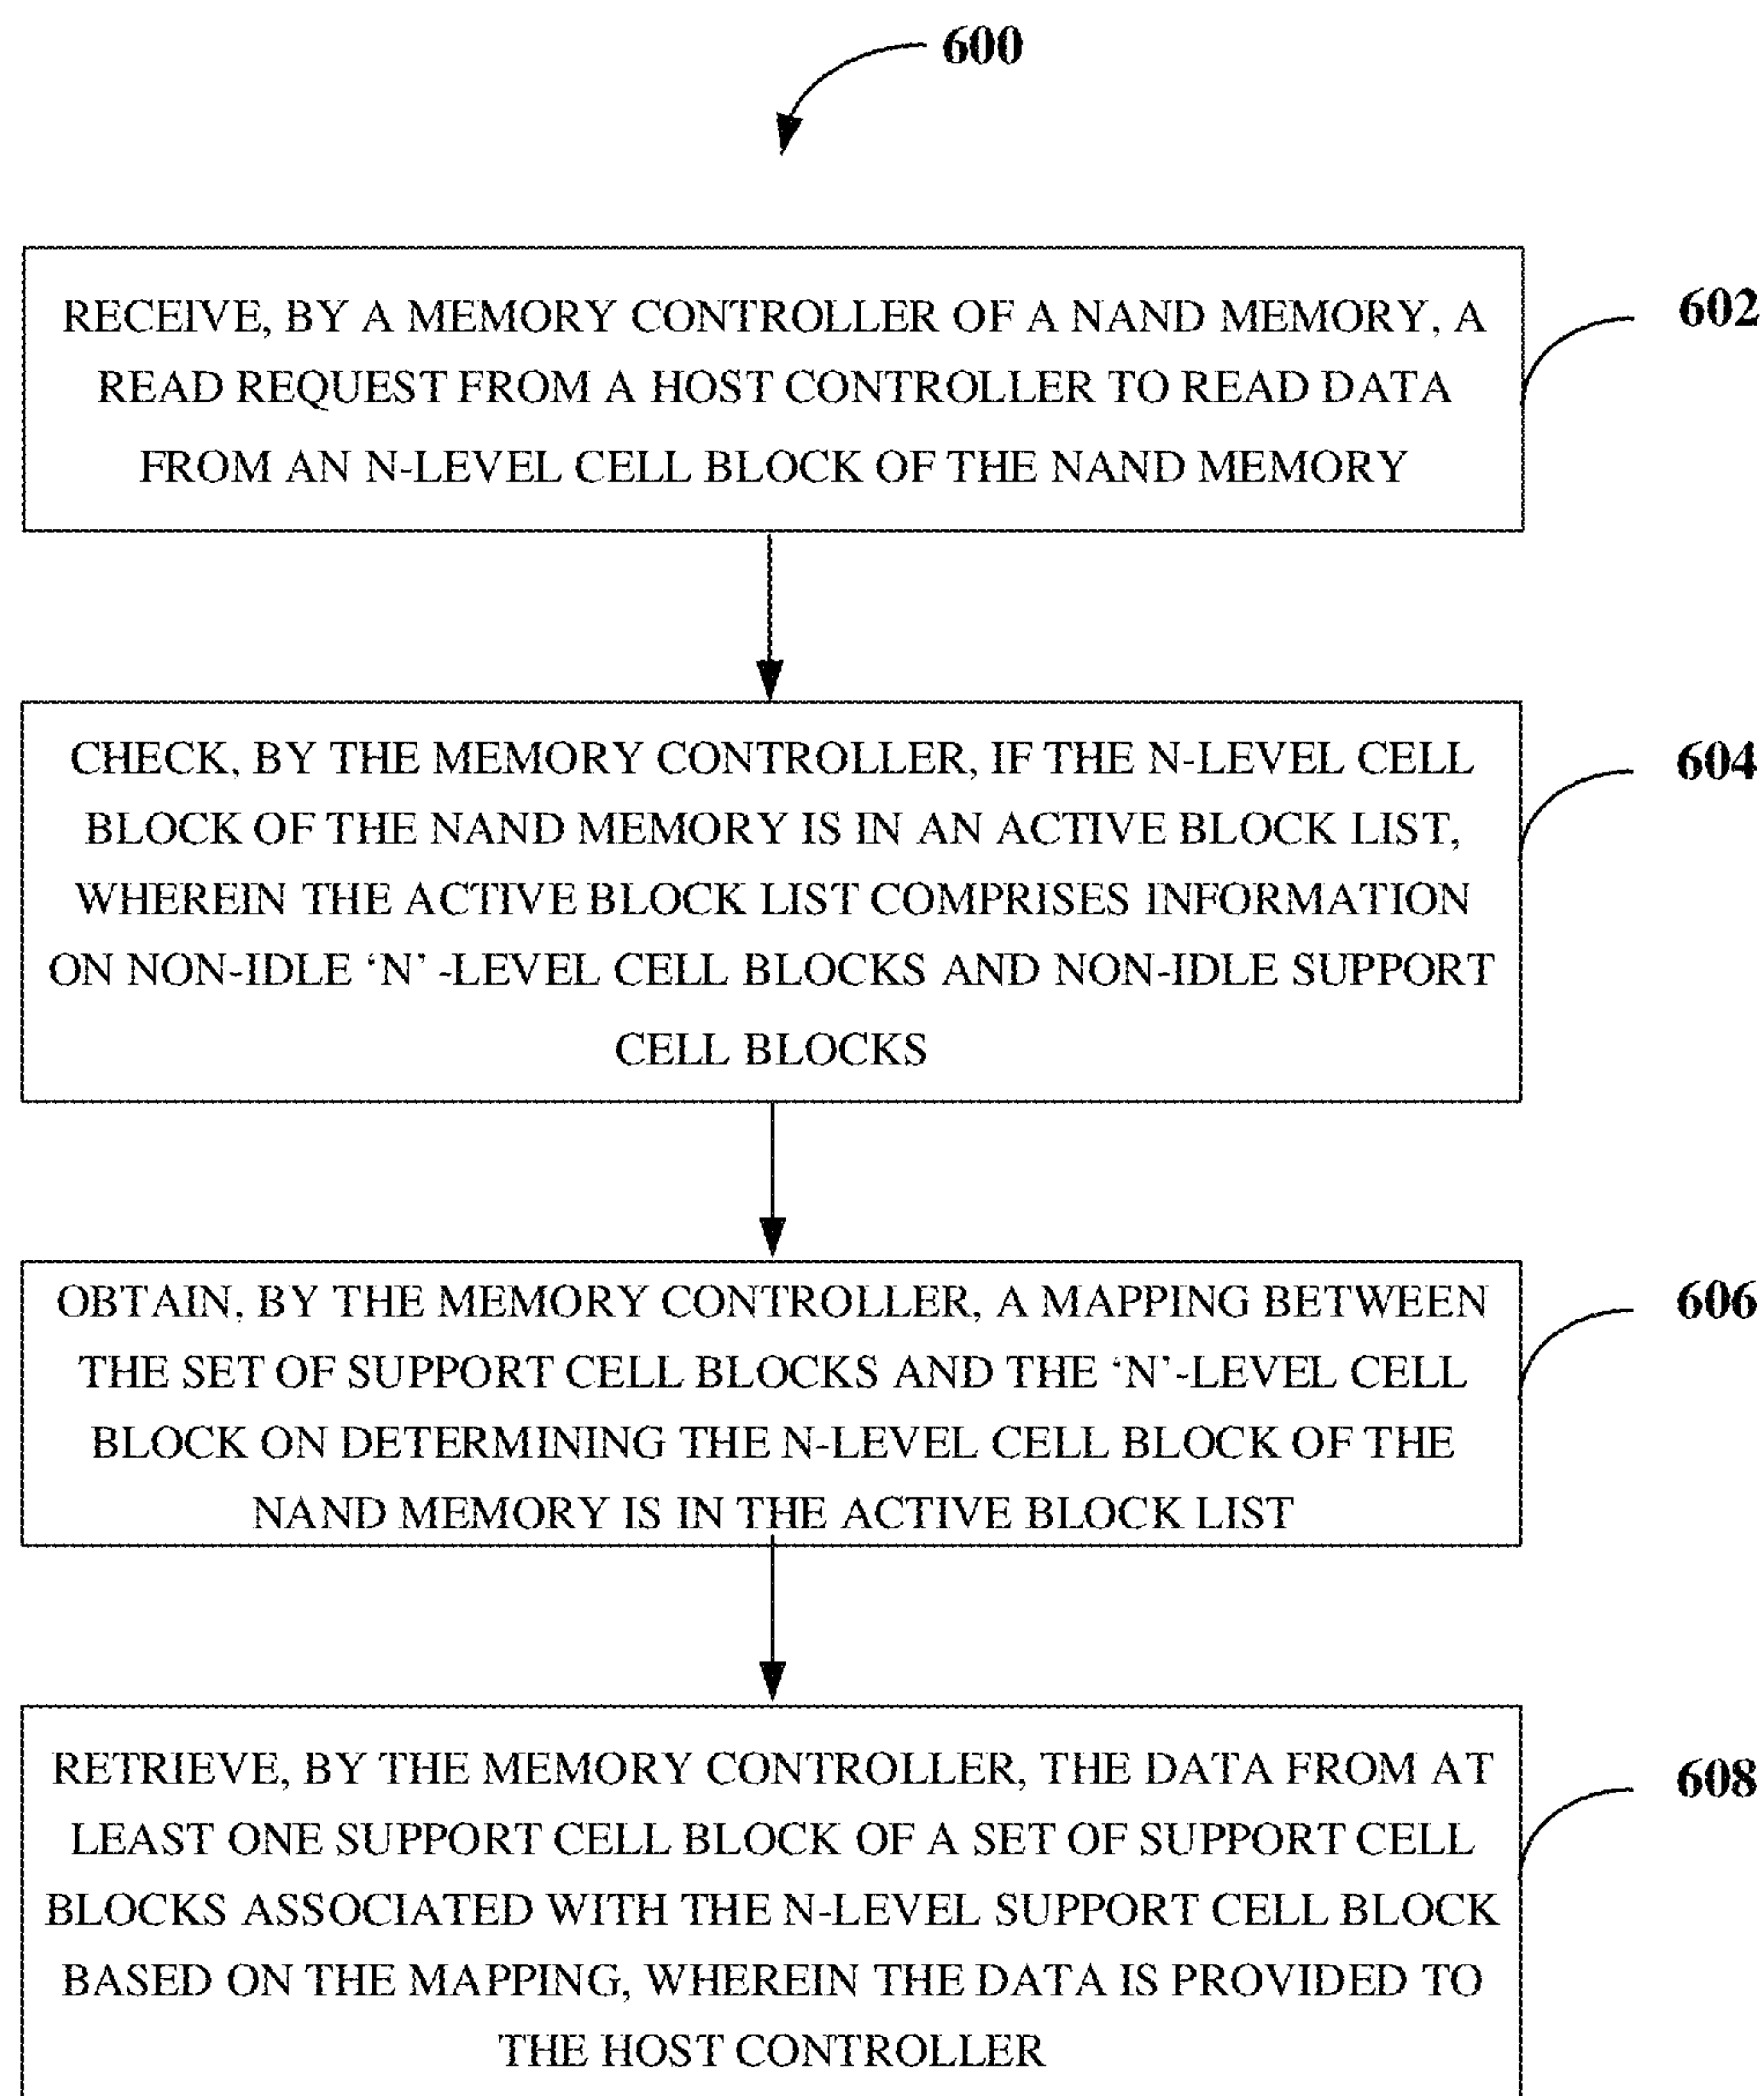 600
RECEIVE, BY A MEMORY CONTROLLER OF A NAND MEMORY, A
READ REQUEST FROM A HOST CONTROLLER TO READ DATA
FROM AN N-LEVEL CELL BLOCK OF THE NAND MEMORY
602
CHECK, BY THE MEMORY CONTROLLER, IF THE N-LEVEL CELL
BLOCK OF THE NAND MEMORY IS IN AN ACTIVE BLOCK LIST,
WHEREIN THE ACTIVE BLOCK LIST COMPRISES INFORMATION
ON NON-IDLE ‘N’ -LEVEL CELL BLOCKS AND NON-IDLE SUPPORT
CELL BLOCKS
604
OBTAIN, BY THE MEMORY CONTROLLER, A MAPPING BETWEEN
THE SET OF SUPPORT CELL BLOCKS AND THE ‘N’-LEVEL CELL
BLOCK ON DETERMINING THE N-LEVEL CELL BLOCK OF THE
NAND MEMORY IS IN THE ACTIVE BLOCK LIST
606
RETRIEVE, BY THE MEMORY CONTROLLER, THE DATA FROM AT
LEAST ONE SUPPORT CELL BLOCK OF A SET OF SUPPORT CELL
BLOCKS ASSOCIATED WITH THE N-LEVEL SUPPORT CELL BLOCK
BASED ON THE MAPPING, WHEREIN THE DATA IS PROVIDED TO
THE HOST CONTROLLER
608